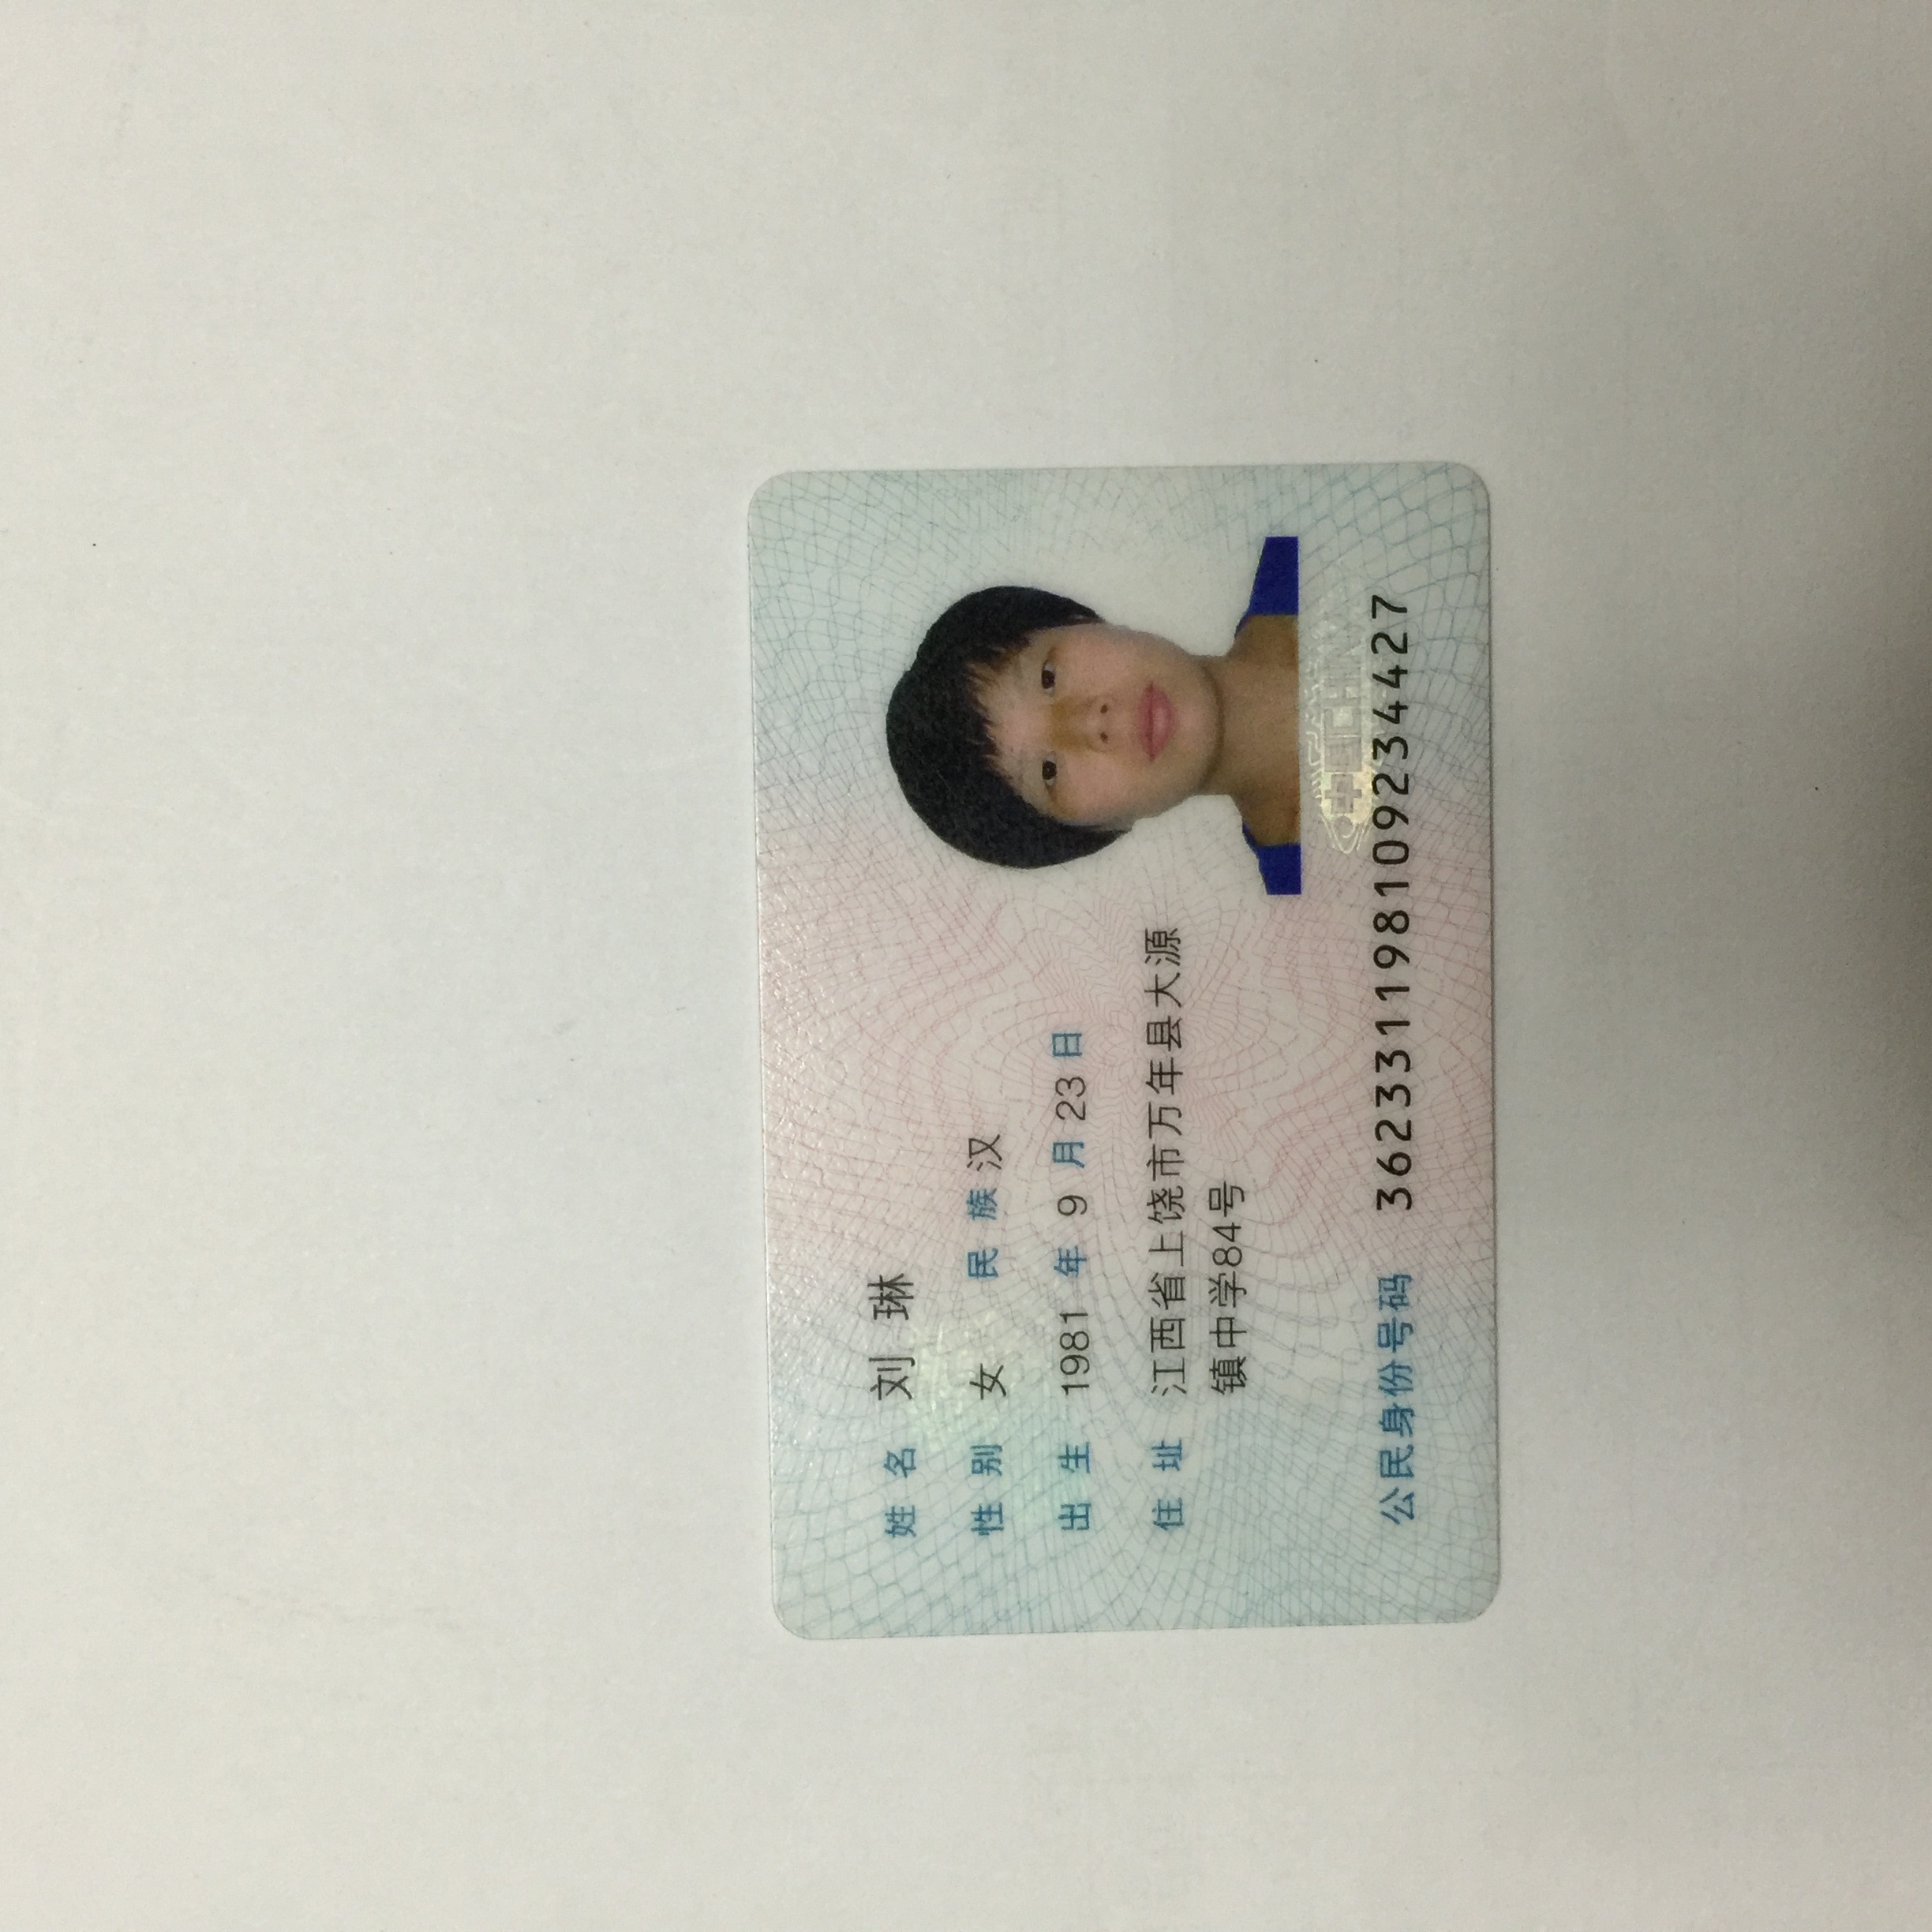 姓名 刘琳
性别 女 民族 汉
出生 1981 年 9 月 23 日
住址 江西省上饶市万年县大源
镇中学84号
中国CHINA
公民身份号码 362331198109234427